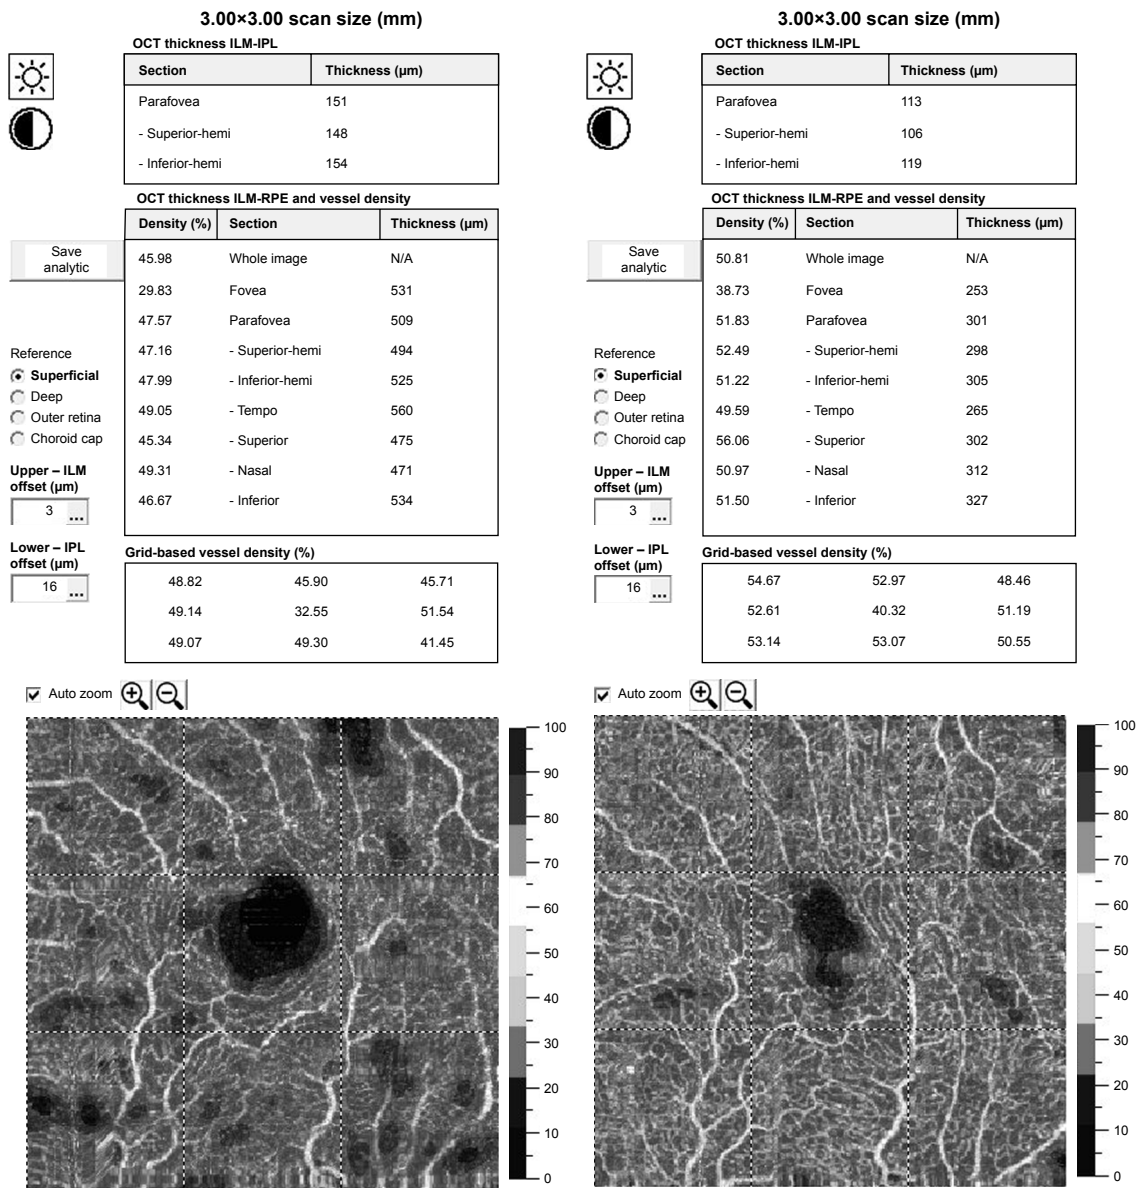 3.00×3.00 scan size (mm)
OCT thickness ILM-IPL
Section Thickness (µm)
Parafovea 151
- Superior-hemi 148
- Inferior-hemi 154
OCT thickness ILM-RPE and vessel density
Density (%) Section Thickness (µm)
Save
analytic
45.98 Whole image N/A
29.83 Fovea 531
47.57 Parafovea 509
47.16 - Superior-hemi 494
47.99 - Inferior-hemi 525
49.05 - Tempo 560
45.34 - Superior 475
49.31 - Nasal 471
46.67 - Inferior 534
Reference
Superficial
Deep
Outer retina
Choroid cap
Upper – ILM
offset (µm)
3 ...
Lower – IPL
offset (µm)
16 ...
Grid-based vessel density (%)
48.82 45.90 45.71
49.14 32.55 51.54
49.07 49.30 41.45
Auto zoom
100
90
80
70
60
50
40
30
20
10
0
3.00×3.00 scan size (mm)
OCT thickness ILM-IPL
Section Thickness (µm)
Parafovea 113
- Superior-hemi 106
- Inferior-hemi 119
OCT thickness ILM-RPE and vessel density
Density (%) Section Thickness (µm)
Save
analytic
50.81 Whole image N/A
38.73 Fovea 253
51.83 Parafovea 301
52.49 - Superior-hemi 298
51.22 - Inferior-hemi 305
49.59 - Tempo 265
56.06 - Superior 302
50.97 - Nasal 312
51.50 - Inferior 327
Reference
Superficial
Deep
Outer retina
Choroid cap
Upper – ILM
offset (µm)
3 ...
Lower – IPL
offset (µm)
16 ...
Grid-based vessel density (%)
54.67 52.97 48.46
52.61 40.32 51.19
53.14 53.07 50.55
Auto zoom
100
90
80
70
60
50
40
30
20
10
0